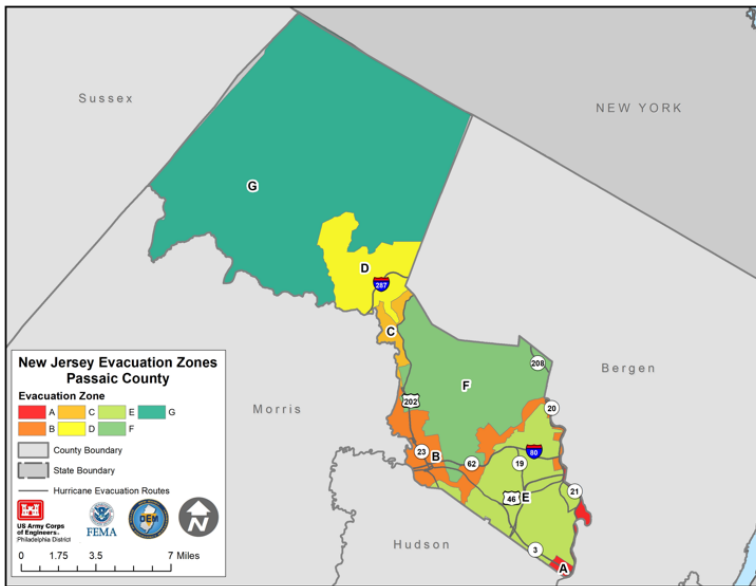 Sussex
NEW YORK
G
D
287
C
208
Bergen
F
202
Morris
20
23
B
62
19
80
46
E
21
3
A
Hudson
New Jersey Evacuation Zones
Passaic County
Evacuation Zone
A C E G
B D F
County Boundary
State Boundary
Hurricane Evacuation Routes
US Army Corps
of Engineers
Philadelphia District
FEMA
OEM
N
0 1.75 3.5 7 Miles